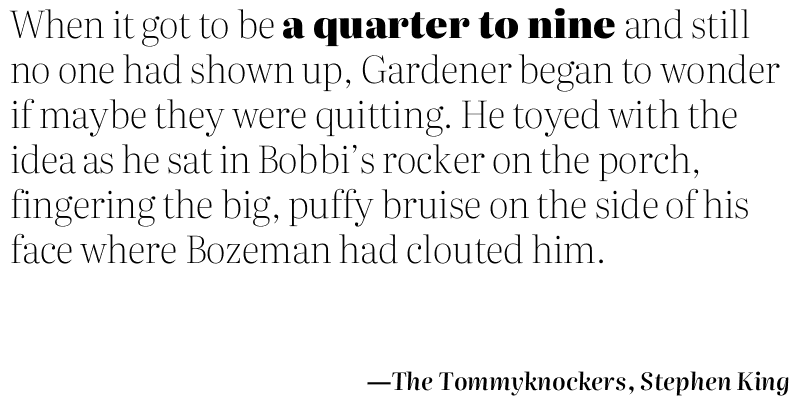 When it got to be a quarter to nine and still
no one had shown up, Gardener began to wonder
if maybe they were quitting. He toyed with the
idea as he sat in Bobbi’s rocker on the porch,
fingering the big, puffy bruise on the side of his
face where Bozeman had clouted him.
—The Tommyknockers, Stephen King